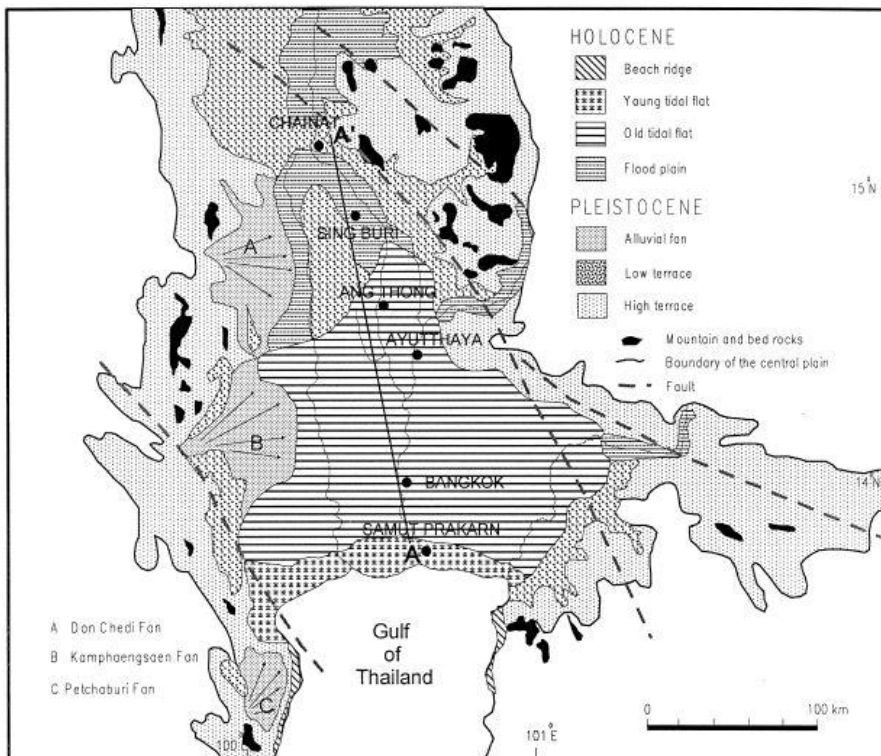 HOLOCENE
Beach ridge
Young tidal flat
Old tidal flat
Flood plain
PLEISTOCENE
Alluvial fan
Low terrace
High terrace
Mountain and bed rocks
Boundary of the central plain
Fault
CHAINAT
A'
15°N
A
SING BURI
ANG THONG
AYUTTHAYA
B
BANGKOK
14°N
SAMUT PRAKARN
A
A Don Chedi Fan
B Kamphaengsaen Fan
C Petchaburi Fan
Gulf
of
Thailand
C
100
101°E
0 100 km